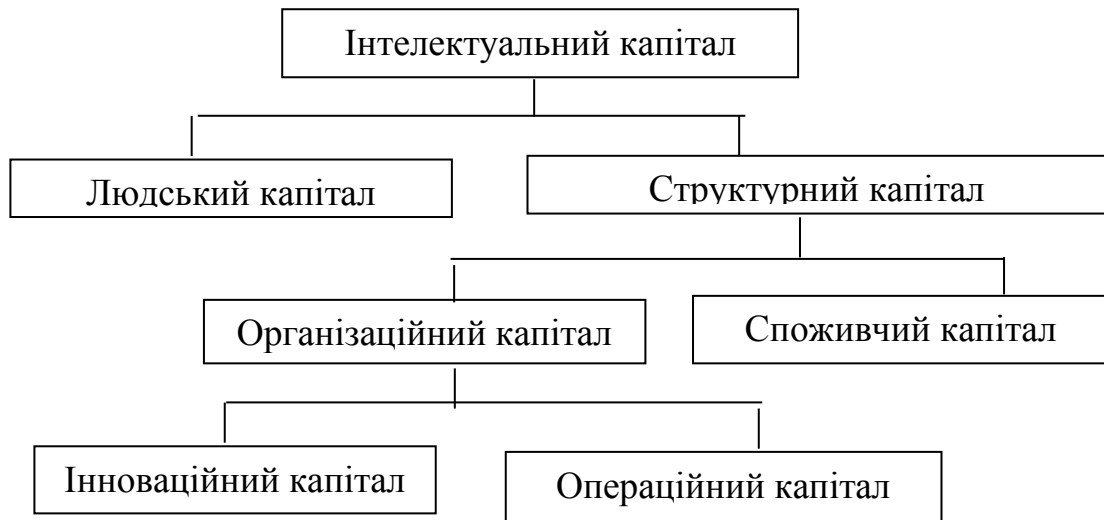 Інтелектуальний капітал
Людський капітал
Структурний капітал
Організаційний капітал
Споживчий капітал
Інноваційний капітал
Операційний капітал